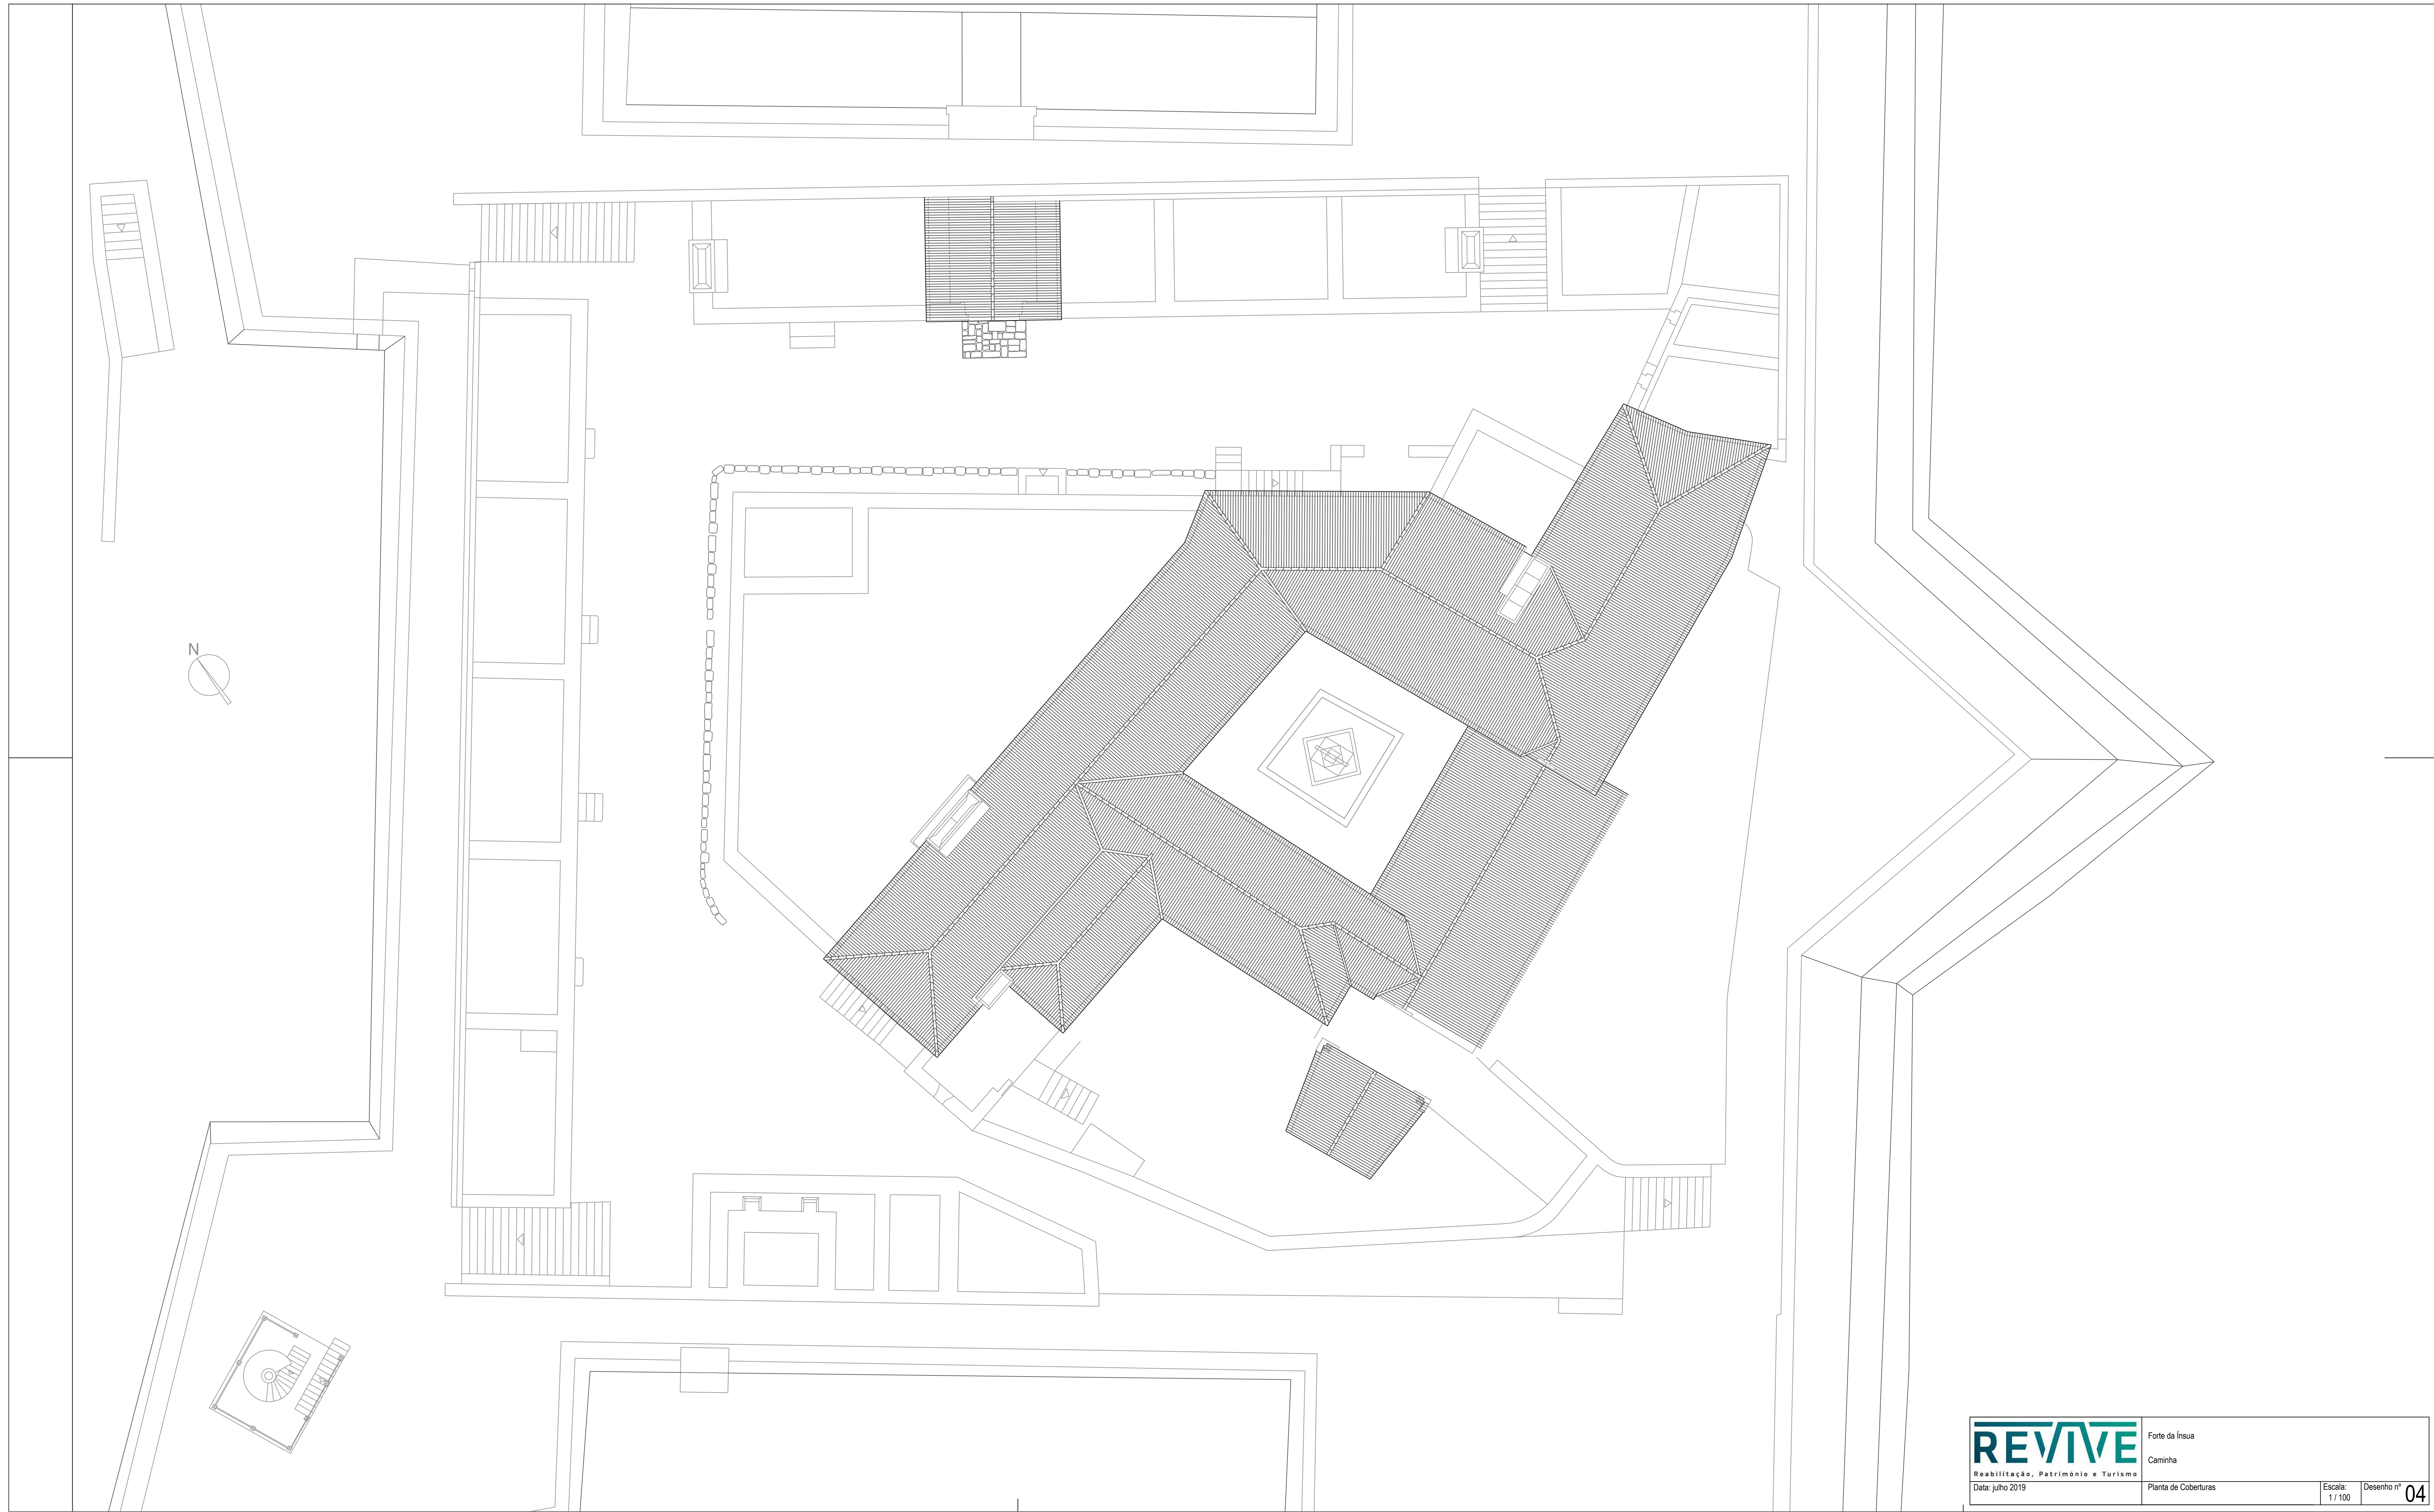 N
REVIVE
Reabilitação, Património e Turismo
Forte da Ínsua
Caminha
Data: julho 2019
Planta de Coberturas
Escala:
1 / 100
Desenho nº 04